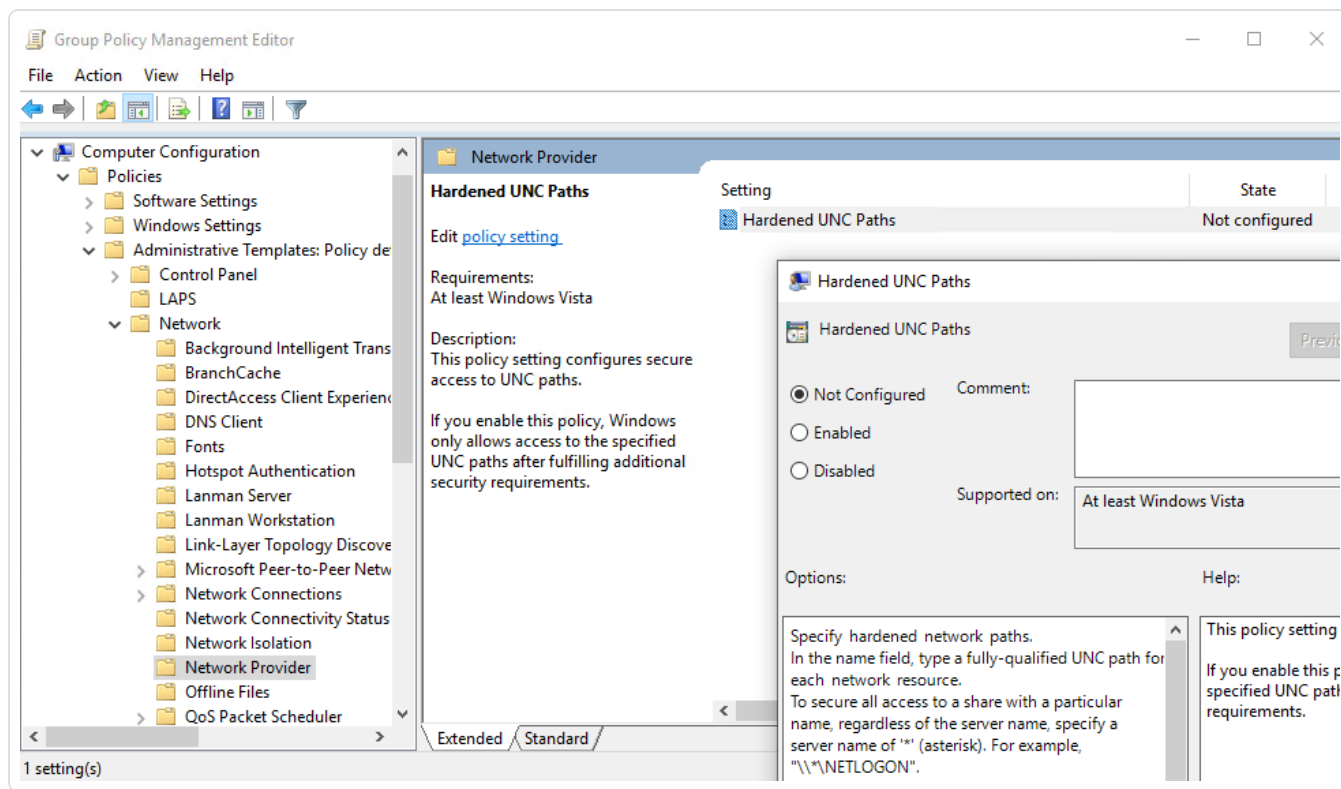 Group Policy Management Editor
File Action View Help
Computer Configuration
Policies
Software Settings
Windows Settings
Administrative Templates: Policy de
Control Panel
LAPS
Network
Background Intelligent Trans
BranchCache
DirectAccess Client Experienc
DNS Client
Fonts
Hotspot Authentication
Lanman Server
Lanman Workstation
Link-Layer Topology Discove
Microsoft Peer-to-Peer Netw
Network Connections
Network Connectivity Status
Network Isolation
Network Provider
Offline Files
QoS Packet Scheduler
Network Provider
Hardened UNC Paths
Edit policy setting
Requirements:
At least Windows Vista
Description:
This policy setting configures secure
access to UNC paths.
If you enable this policy, Windows
only allows access to the specified
UNC paths after fulfilling additional
security requirements.
Setting State
Hardened UNC Paths Not configured
Hardened UNC Paths
Hardened UNC Paths
Previ
Not Configured
Enabled
Disabled
Comment:
Supported on:
At least Windows Vista
Options:
Help:
Specify hardened network paths.
In the name field, type a fully-qualified UNC path for
each network resource.
To secure all access to a share with a particular
name, regardless of the server name, specify a
server name of '*' (asterisk). For example,
"\\*\NETLOGON".
This policy setting
If you enable this p
specified UNC path
requirements.
Extended Standard
1 setting(s)